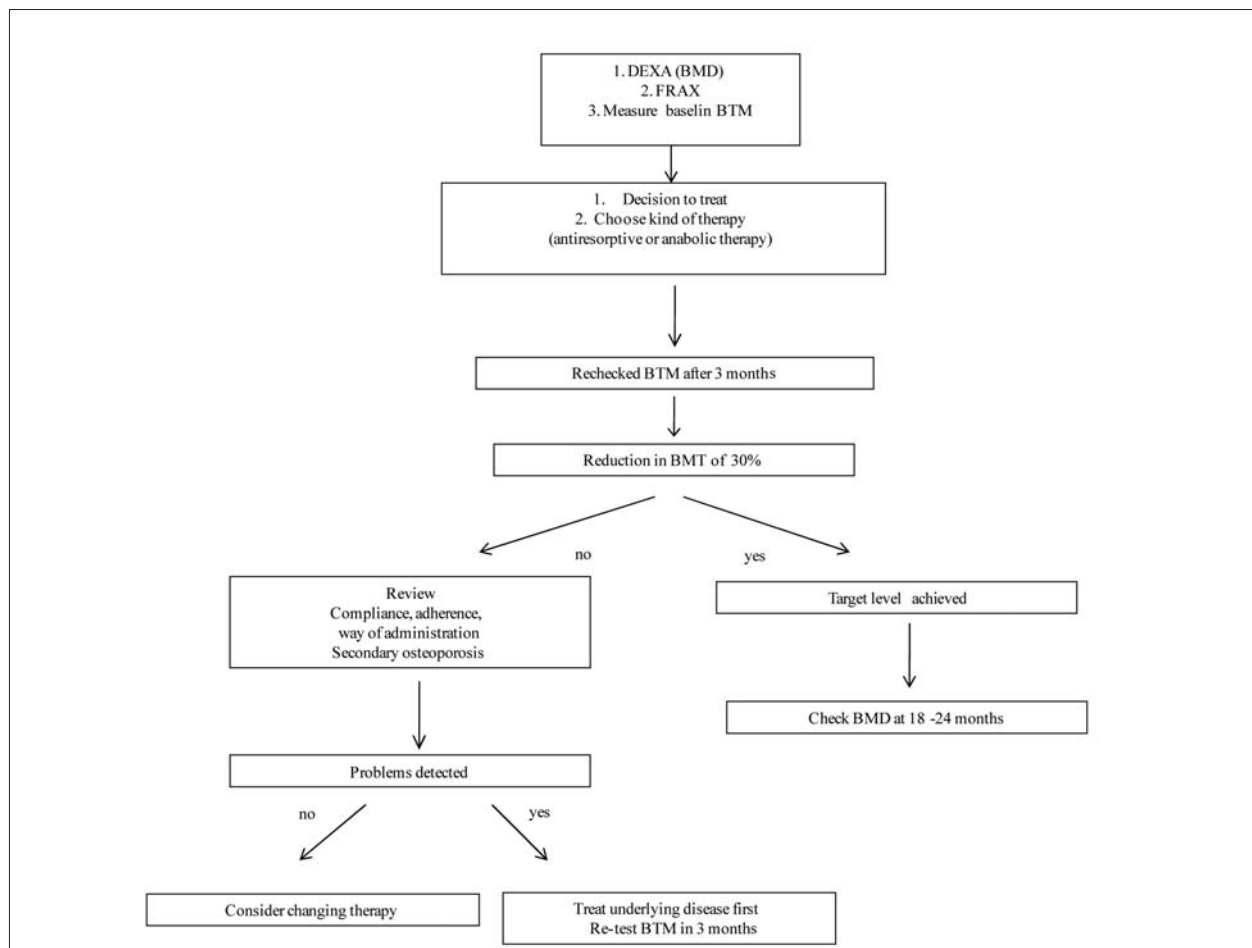 1. DEXA (BMD)
2. FRAX
3. Measure baselin BTM
1. Decision to treat
2. Choose kind of therapy
(antiresorptive or anabolic therapy)
Rechecked BTM after 3 months
Reduction in BMT of 30%
no
yes
Review
Compliance, adherence,
way of administration
Secondary osteoporosis
Target level achieved
Check BMD at 18 -24 months
Problems detected
no
yes
Consider changing therapy
Treat underlying disease first
Re-test BTM in 3 months